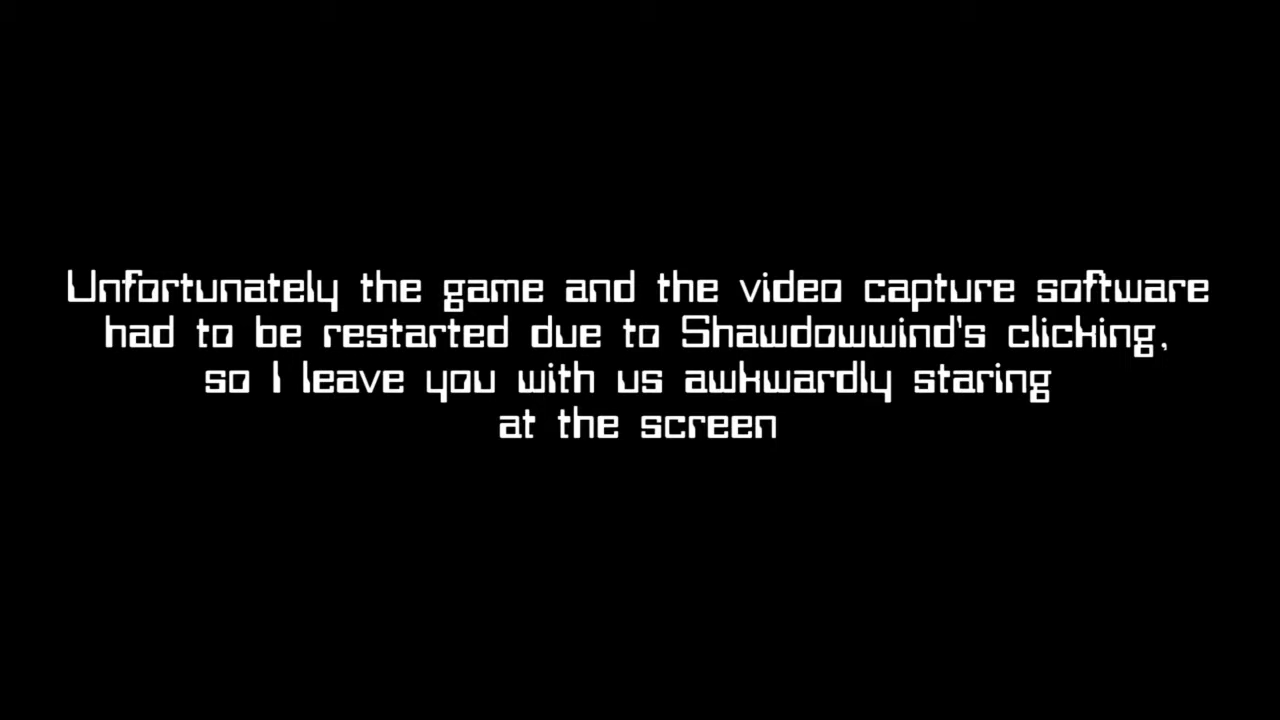 Unfortunately the game and the video capture software
had to be restarted due to Shawdowwind's clicking,
so I leave you with us awkwardly staring
at the screen